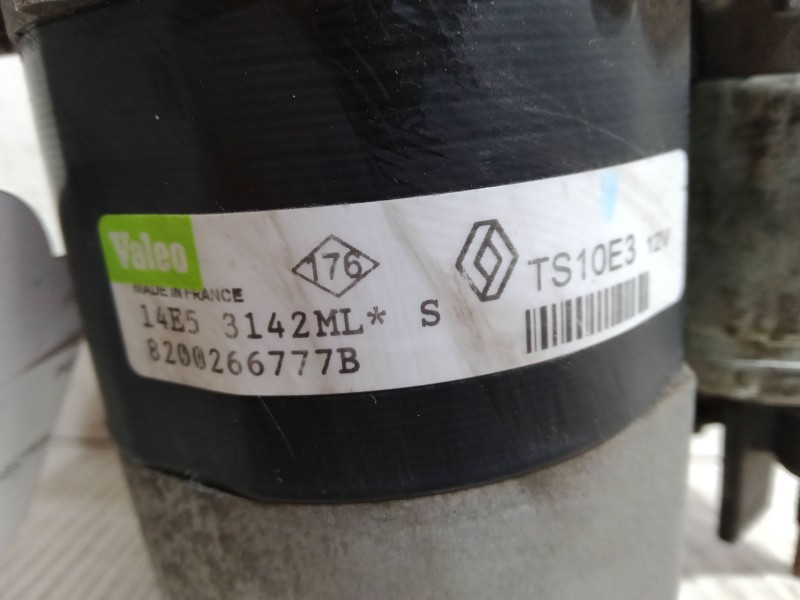 Valeo
MADE IN FRANCE
176
TS10E3 12V
14E5 3142ML* S
8200266777B